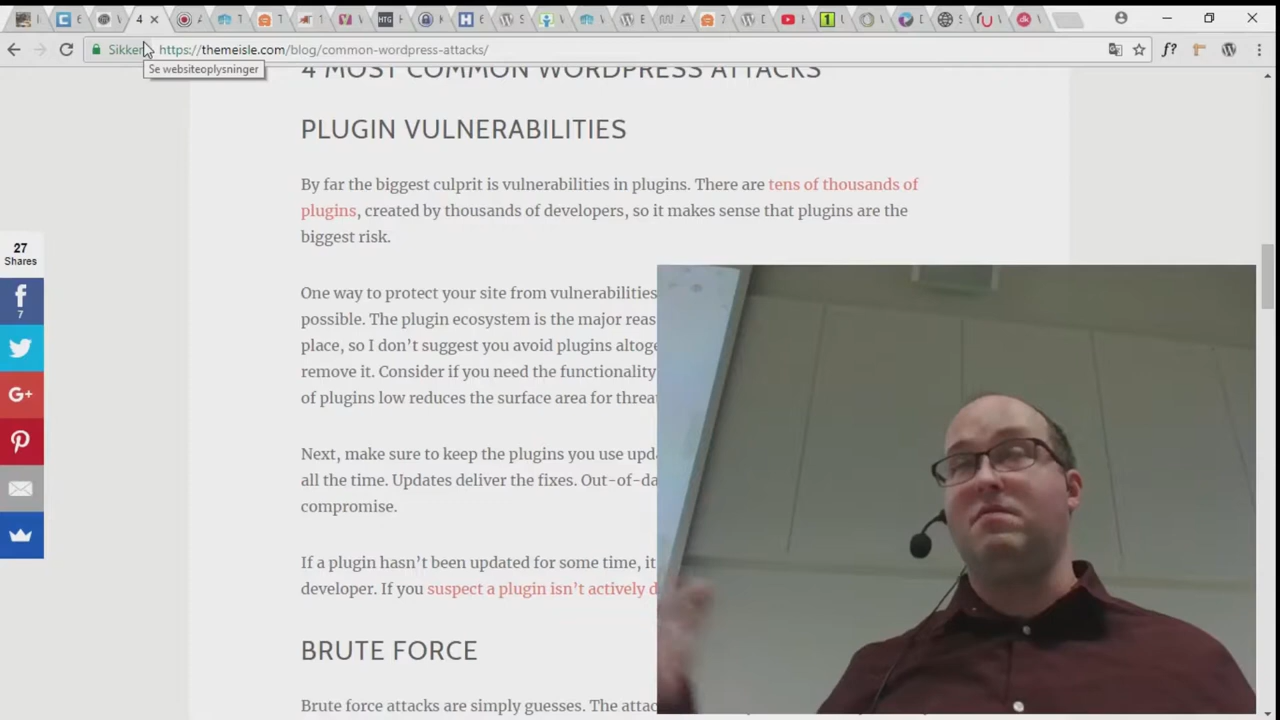 4
Sikker
https://themeisle.com/blog/common-wordpress-attacks/
f?
Se websiteoplysninger
4 MOST COMMON WORDPRESS ATTACKS
PLUGIN VULNERABILITIES
By far the biggest culprit is vulnerabilities in plugins. There are tens of thousands of
plugins, created by thousands of developers, so it makes sense that plugins are the
biggest risk.
27
Shares
7
One way to protect your site from vulnerabilities
possible. The plugin ecosystem is the major reas
place, so I don't suggest you avoid plugins altoge
remove it. Consider if you need the functionality
of plugins low reduces the surface area for threa
Next, make sure to keep the plugins you use upda
all the time. Updates deliver the fixes. Out-of-da
compromise.
If a plugin hasn't been updated for some time, it
developer. If you suspect a plugin isn't actively d
BRUTE FORCE
Brute force attacks are simply guesses. The attac